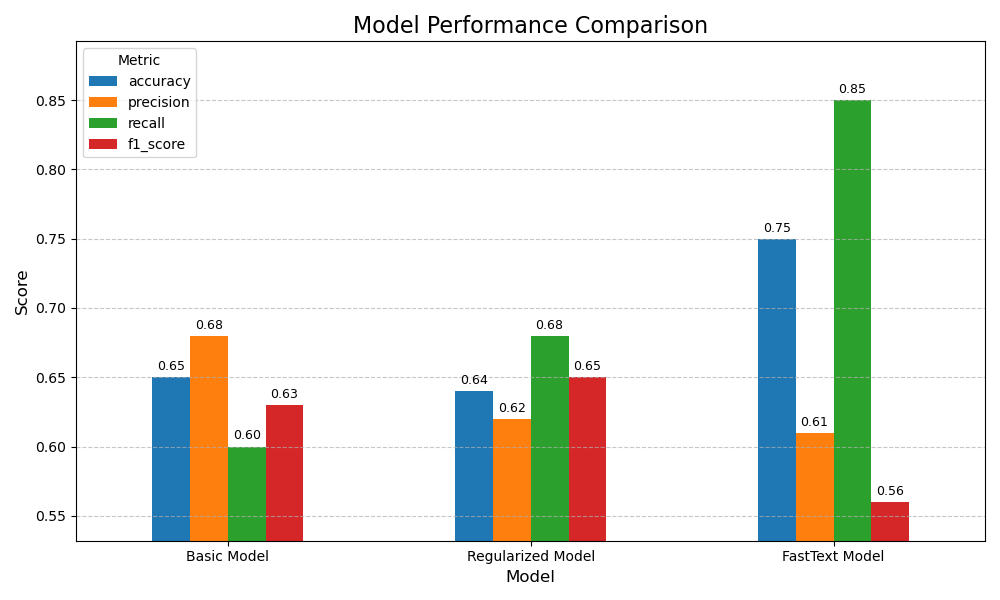 Model Performance Comparison
Metric
accuracy
precision
recall
f1_score
Score
0.85
0.80
0.75
0.70
0.65
0.60
0.55
0.65
0.68
0.60
0.63
0.64
0.62
0.68
0.65
0.75
0.61
0.85
0.56
Basic Model
Regularized Model
FastText Model
Model